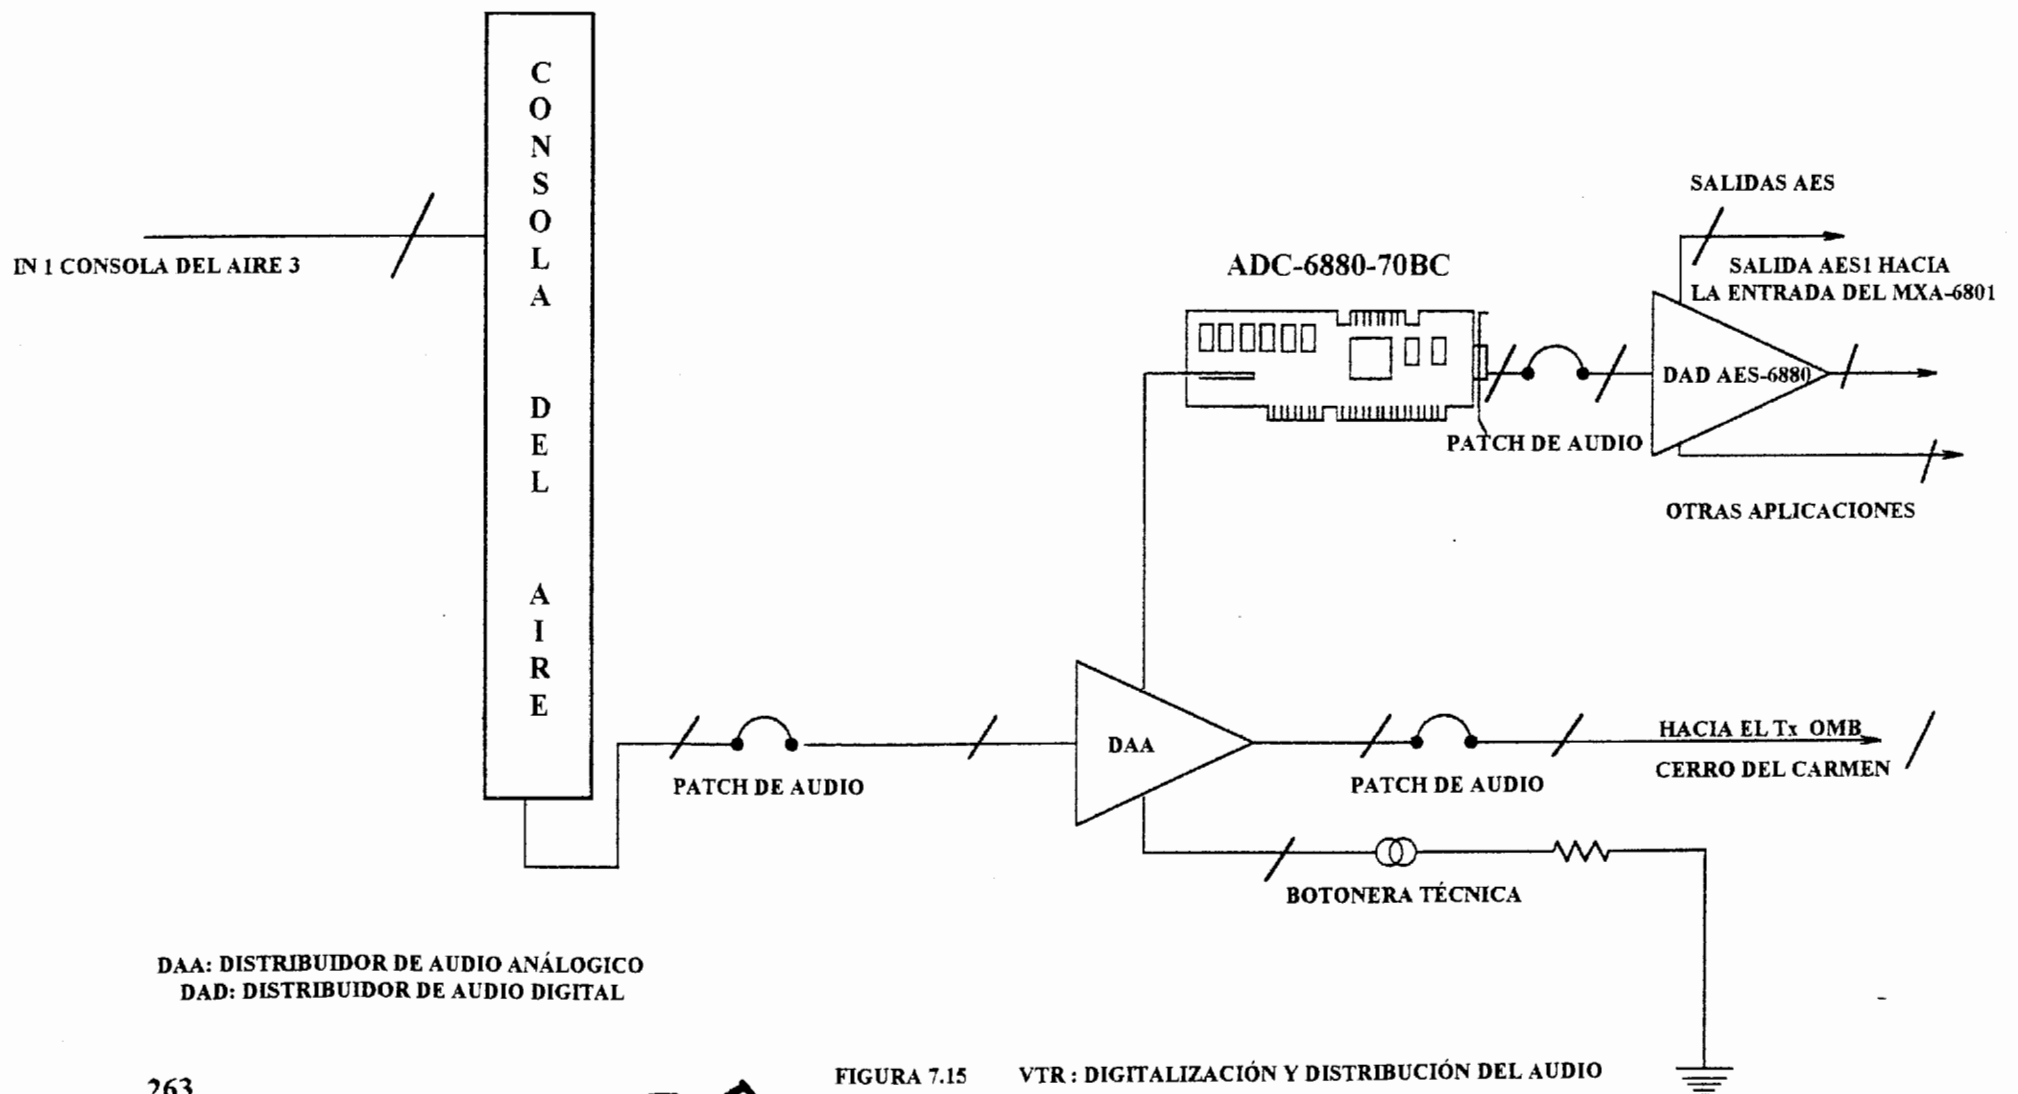 CONSOLA DEL AIRE
IN 1 CONSOLA DEL AIRE 3
SALIDAS AES
ADC-6880-70BC
SALIDA AES1 HACIA
LA ENTRADA DEL MXA-6801
DAD AES-6880
PATCH DE AUDIO
OTRAS APLICACIONES
PATCH DE AUDIO
DAA
HACIA EL Tx OMB
CERRO DEL CARMEN
PATCH DE AUDIO
BOTONERA TÉCNICA
DAA: DISTRIBUIDOR DE AUDIO ANÁLOGICO
DAD: DISTRIBUIDOR DE AUDIO DIGITAL
FIGURA 7.15 VTR : DIGITALIZACIÓN Y DISTRIBUCIÓN DEL AUDIO
263